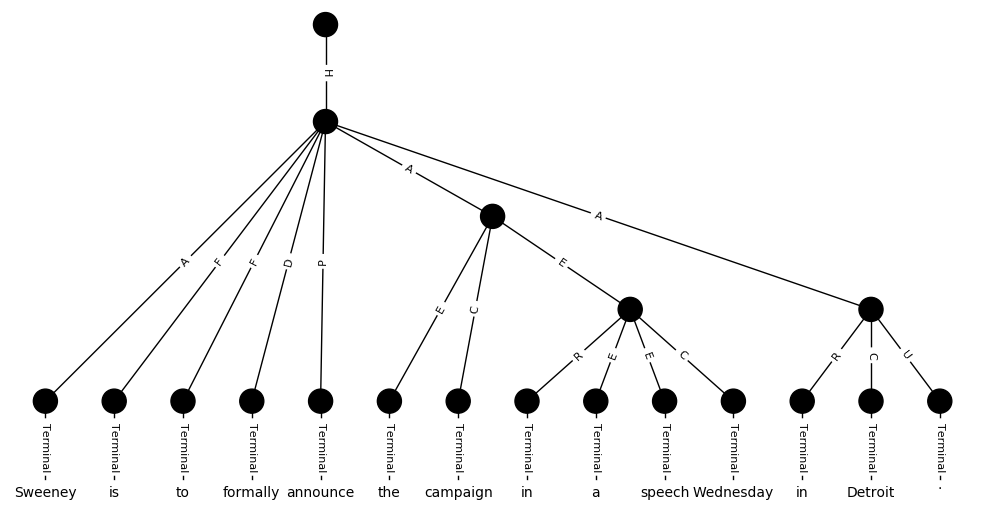 H
A
A
A
F
F
D
P
E
E
C
R
E
E
C
R
C
U
Terminal Terminal Terminal Terminal Terminal Terminal Terminal Terminal Terminal Terminal Terminal Terminal Terminal Terminal
Sweeney is to formally announce the campaign in a speech Wednesday in Detroit .